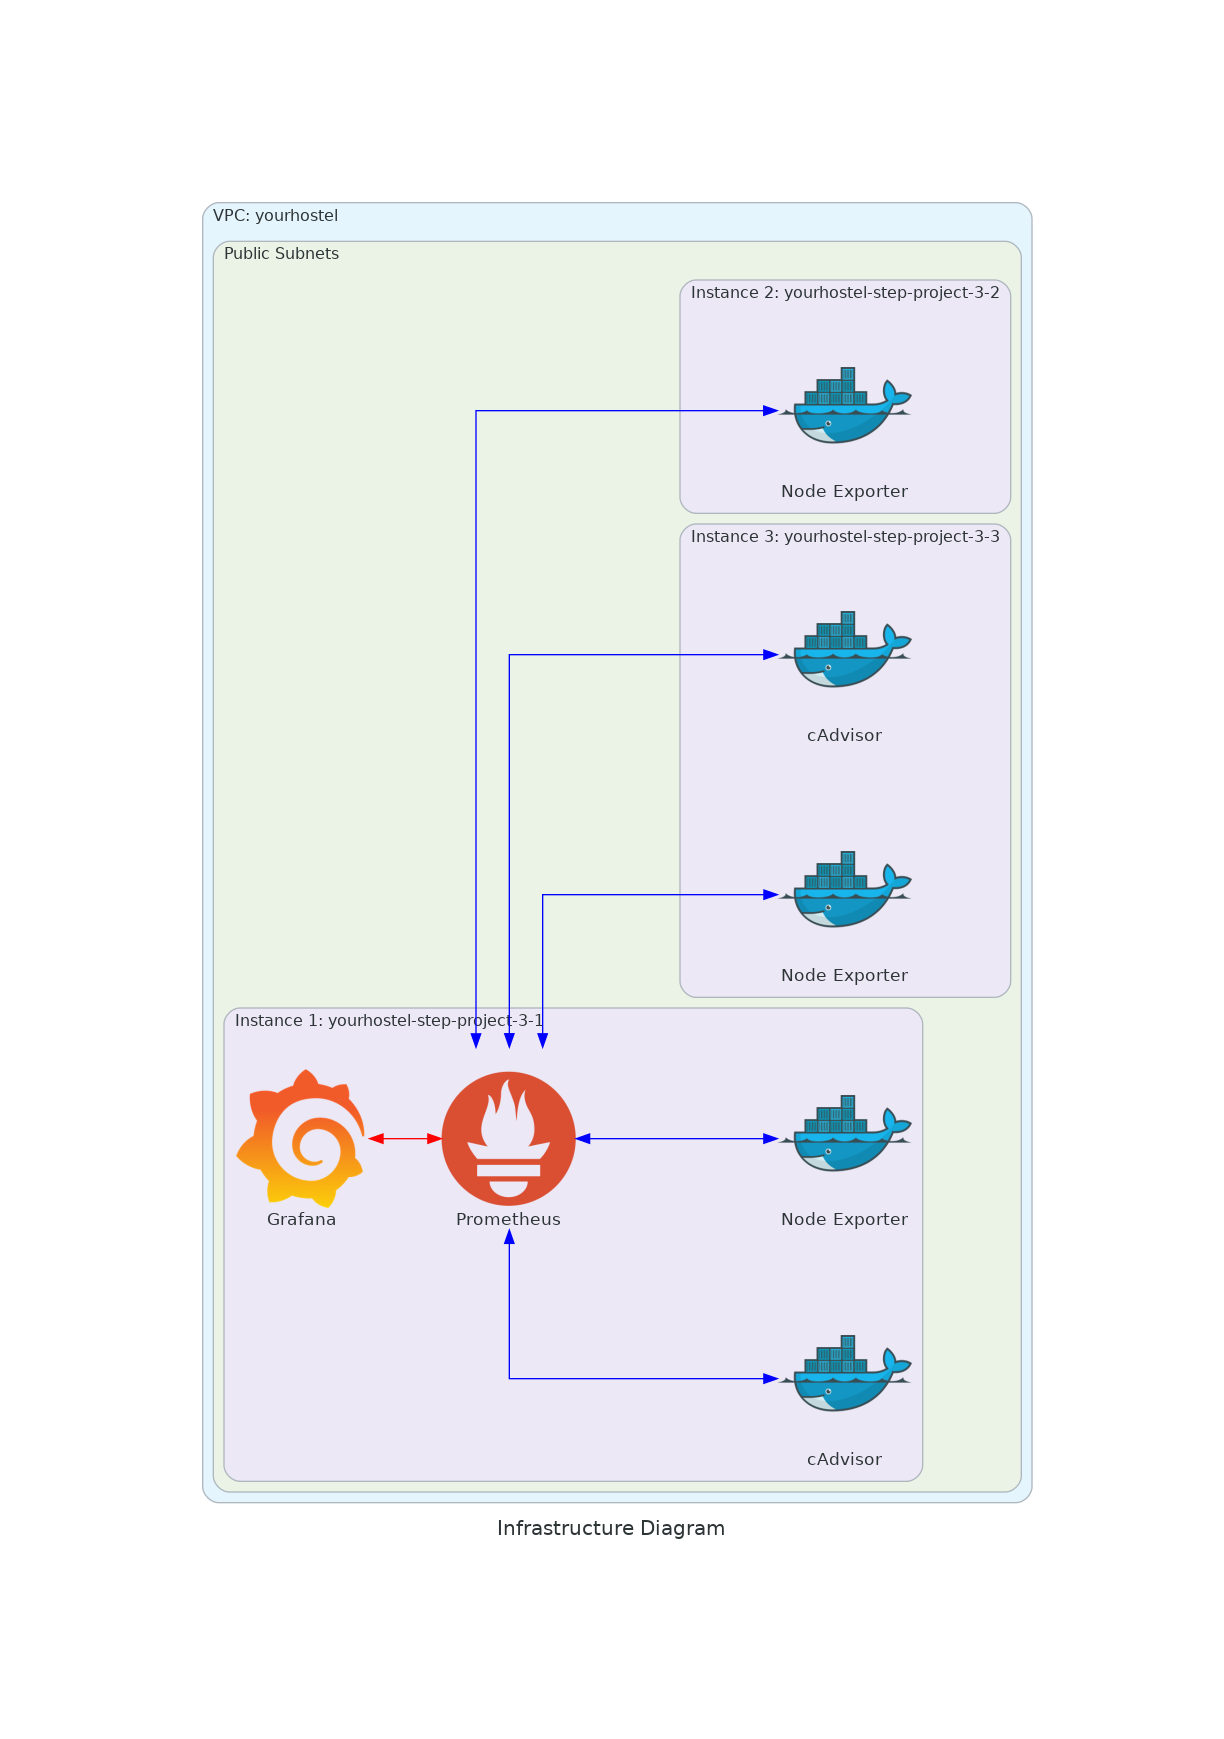 VPC: yourhostel
Public Subnets
Instance 2: yourhostel-step-project-3-2
Node Exporter
Instance 3: yourhostel-step-project-3-3
cAdvisor
Node Exporter
Instance 1: yourhostel-step-project-3-1
Grafana
Prometheus
Node Exporter
cAdvisor
Infrastructure Diagram